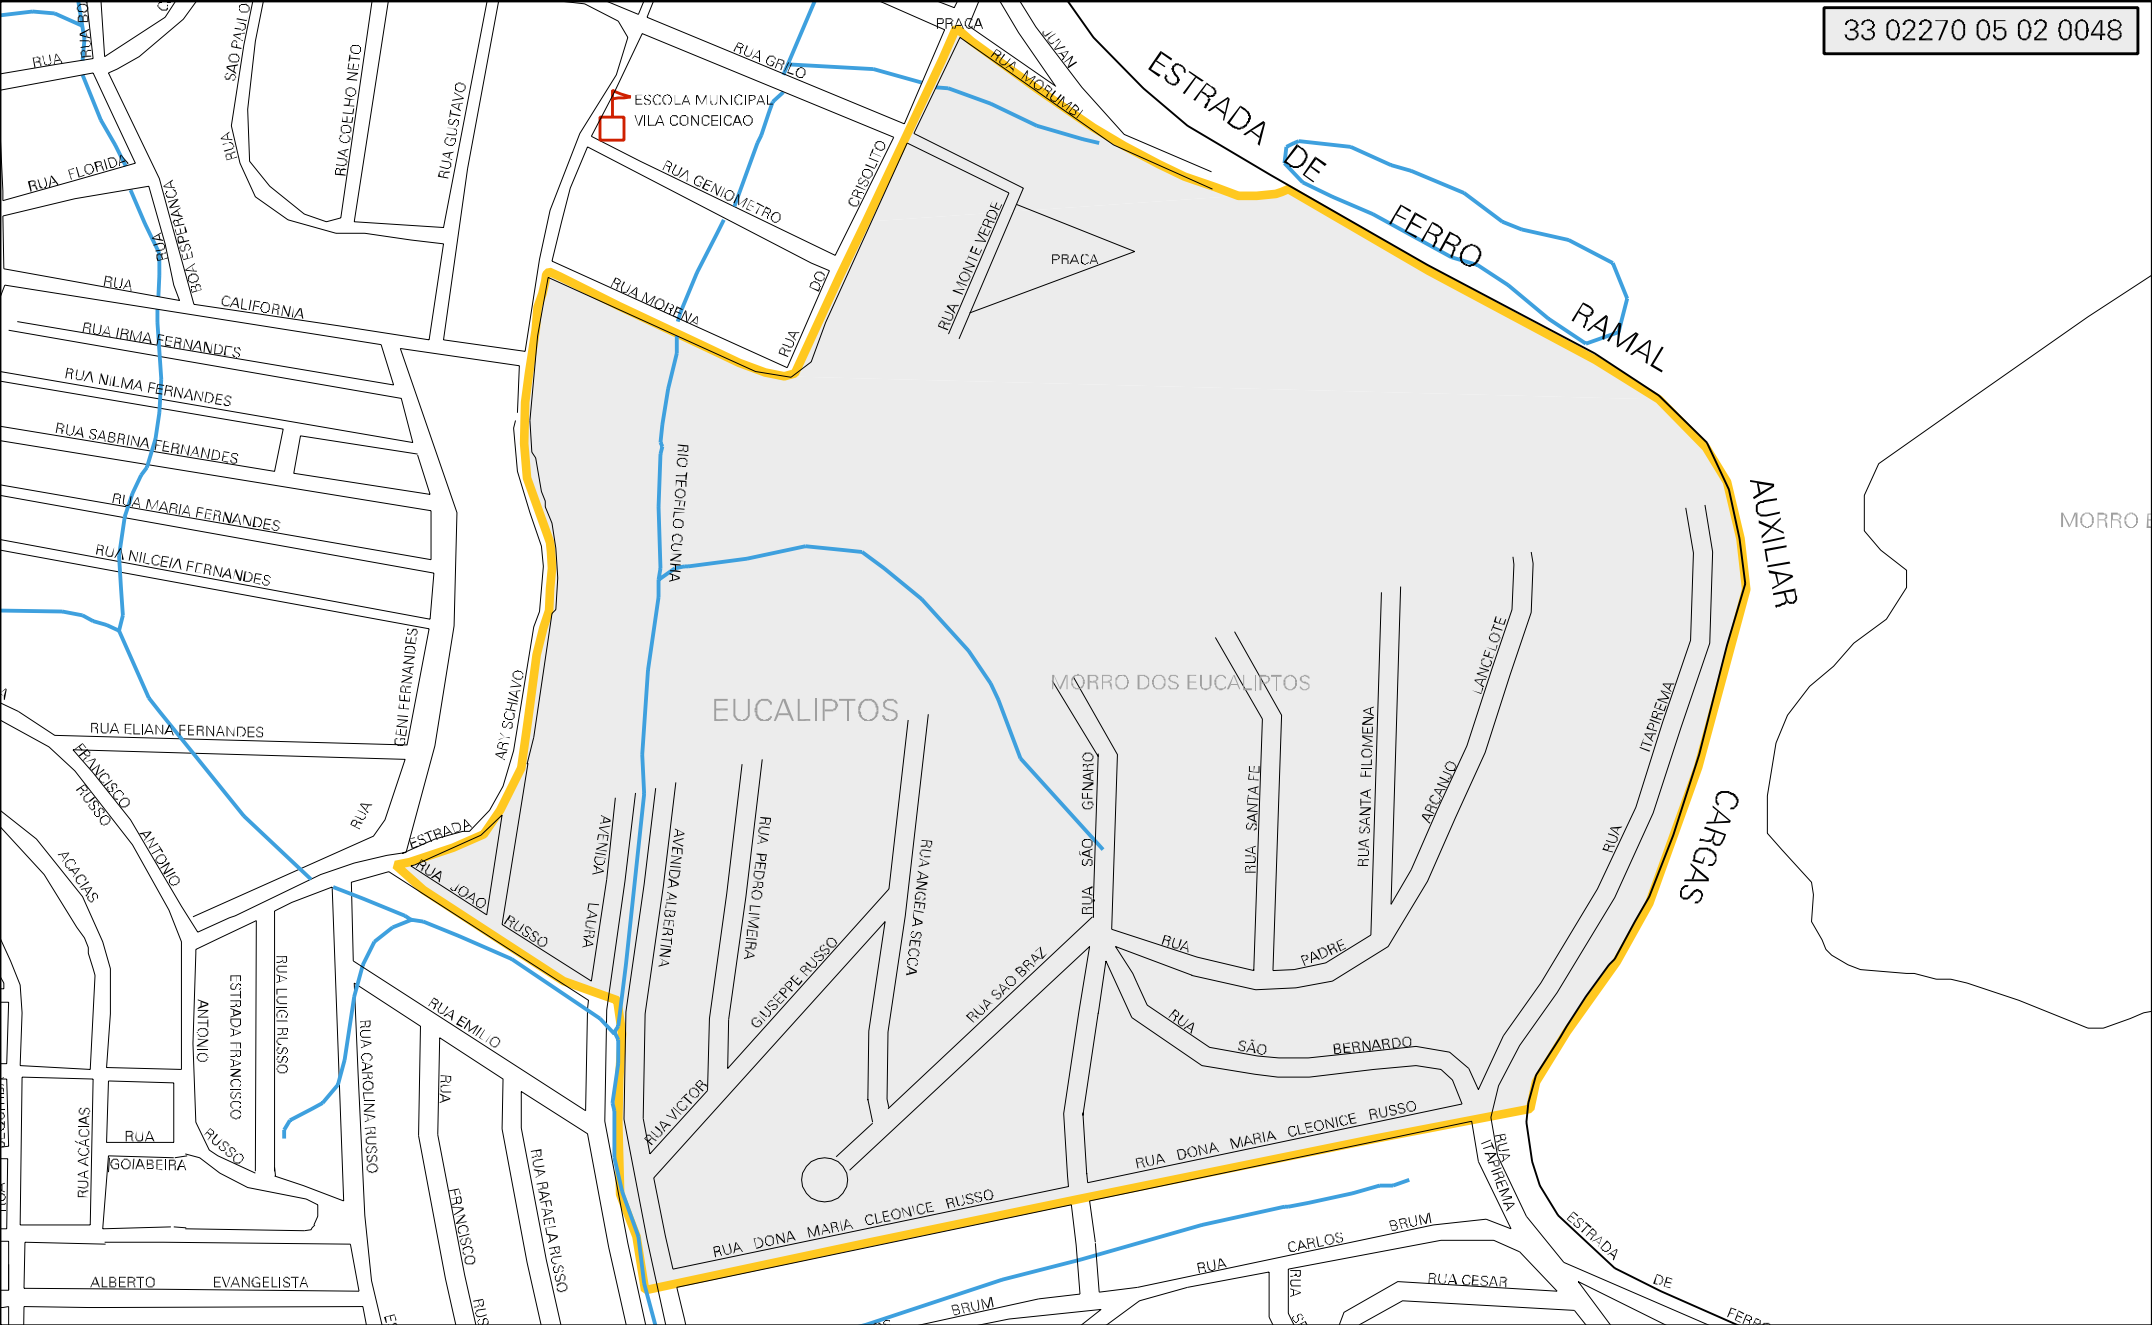 33 02270 05 02 0048
PRACA
JUVAN
RUA
SAO PAULO
RUA
RUA COELHO NETO
RUA GUSTAVO
RUA GRILO
RUA MORUMBI
ESCOLA MUNICIPAL
VILA CONCEICAO
ESTRADA DE FERRO RAMAL AUXILIAR CARGAS
RUA FLORIDA
RUA BOA ESPERANCA
RUA GENIOMETRO
RUA DO CRISOLITO
RUA MONTE VERDE
PRACA
RUA CALIFORNIA
RUA MORENA
RUA IRMA FERNANDES
RUA NILMA FERNANDES
RUA SABRINA FERNANDES
RUA MARIA FERNANDES
RUA NILCEIA FERNANDES
RIO TEOFILO CUNHA
MORRO
RUA GENI FERNANDES
ESTRADA ARY SCHIAVO
RUA ELIANA FERNANDES
EUCALIPTOS
MORRO DOS EUCALIPTOS
FRANCISCO
RUSSO
ANTONIO
ACACIAS
RUA JOAO RUSSO
AVENIDA LAURA
AVENIDA ALBERTINA
RUA PEDRO LIMEIRA
RUA ANGELA SECCA
RUA SÃO GENARO
RUA SANTA FE
RUA SANTA FILOMENA
RUA PADRE ARCANJO LANCELOTE
RUA ITAPIREMA
RUA VICTOR GIUSEPPE RUSSO
RUA SAO BRAZ
RUA SÃO BERNARDO
RUA EMILIO
ANTONIO
ESTRADA FRANCISCO
RUSSO
RUA LUIGI RUSSO
RUA CAROLINA RUSSO
RUA
FRANCISCO
RUS
RUA RAFAELA RUSSO
RUA ACÁCIAS
RUA
GOIABEIRA
RUA DONA MARIA CLEONICE RUSSO
RUA DONA MARIA CLEONICE RUSSO
RUA
ITAPIREMA
ALBERTO EVANGELISTA
RUA CARLOS BRUM
BRUM
RUA
RUA CESAR
ESTRADA DE FERRO